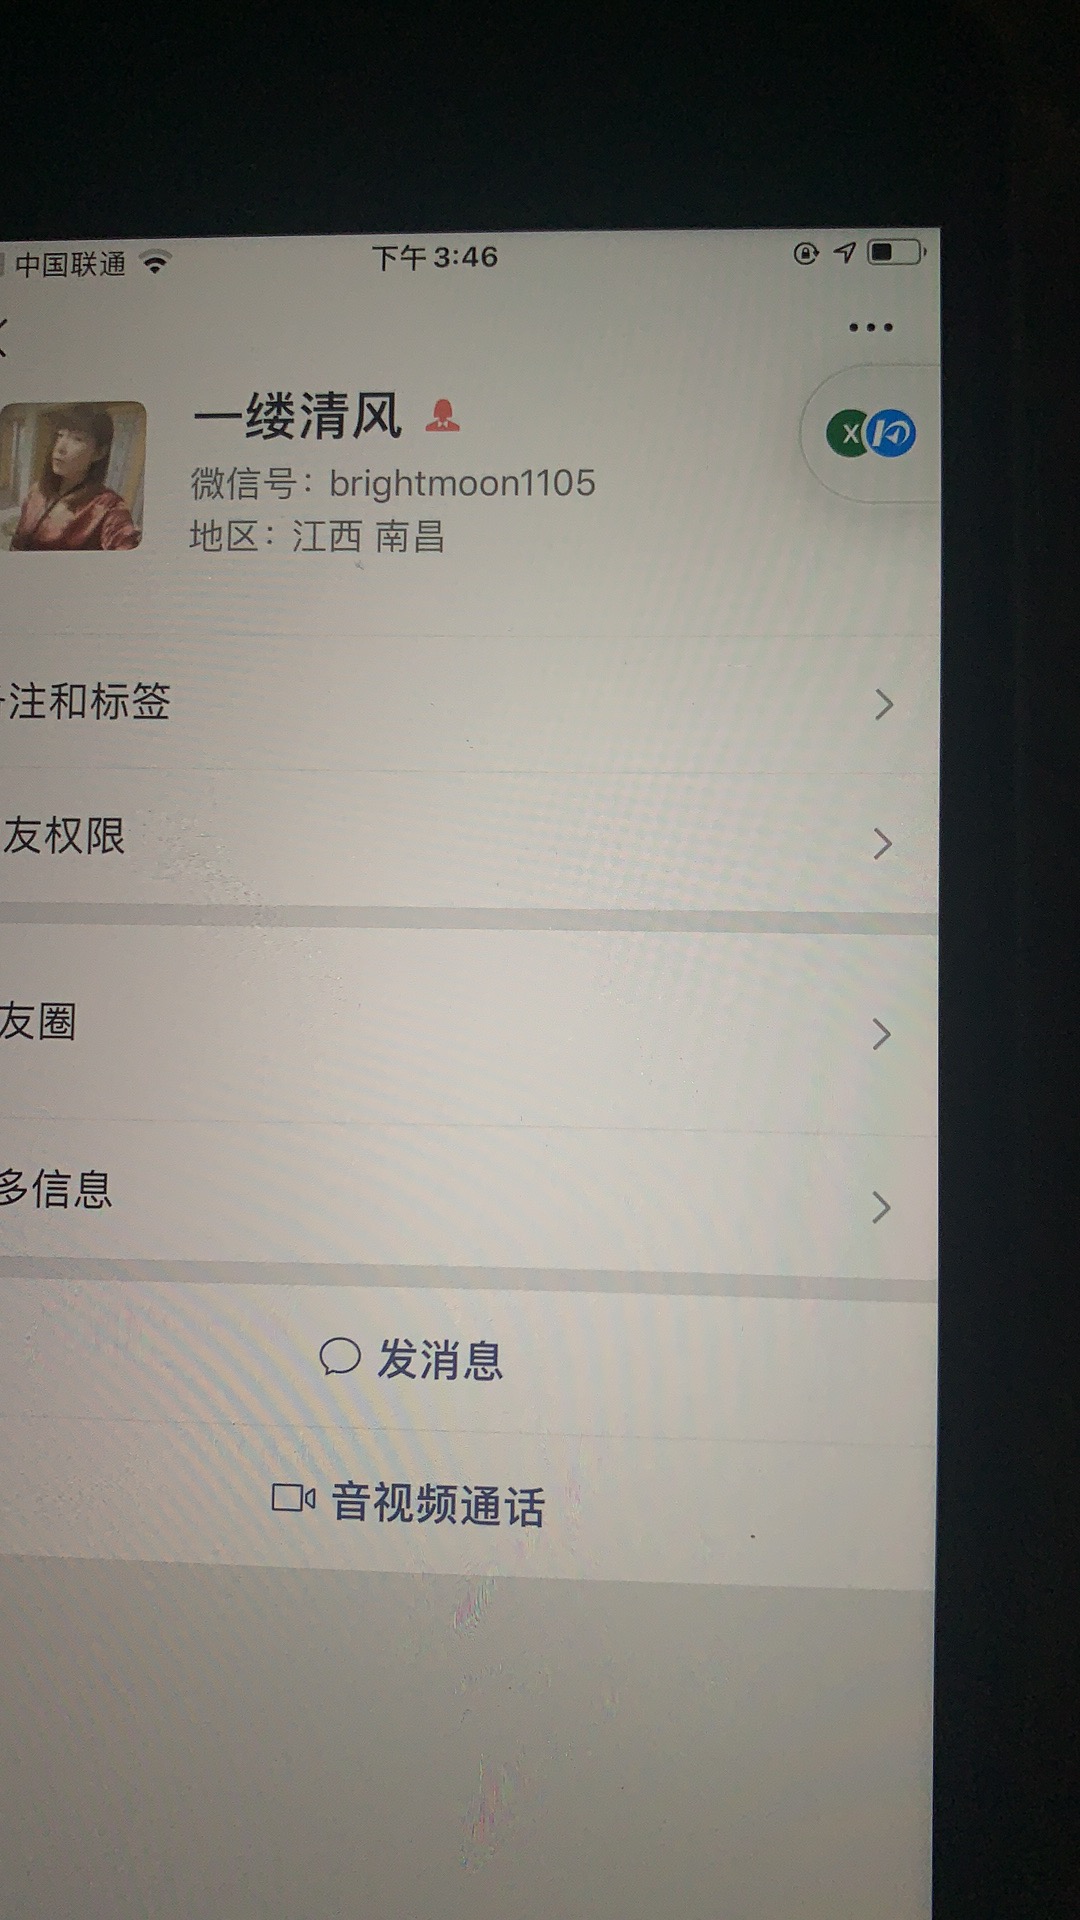 中国联通
下午3:46
一缕清风
微信号：brightmoon1105
地区：江西 南昌
注和标签
友权限
友圈
多信息
发消息
音视频通话